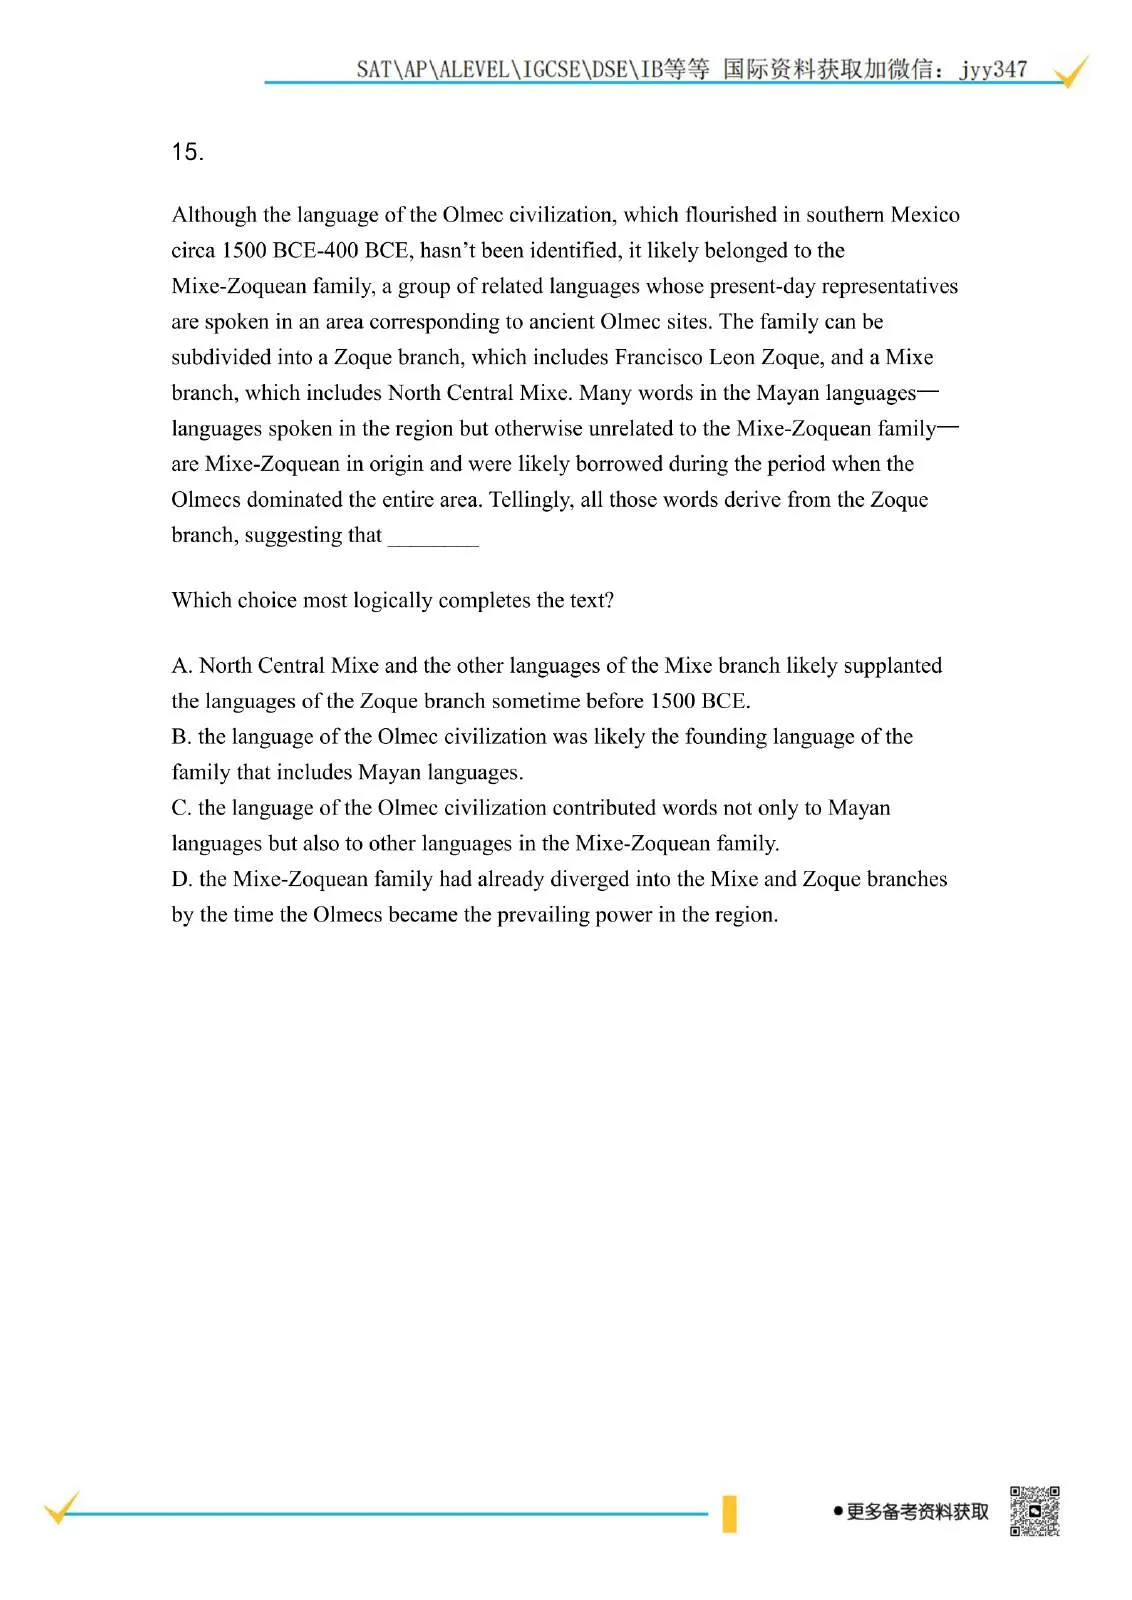 SAT\AP\ALEVEL\IGCSE\DSE\IB等等 国际资料获取加微信：jyy347
15.
Although the language of the Olmec civilization, which flourished in southern Mexico
circa 1500 BCE-400 BCE, hasn’t been identified, it likely belonged to the
Mixe-Zoquean family, a group of related languages whose present-day representatives
are spoken in an area corresponding to ancient Olmec sites. The family can be
subdivided into a Zoque branch, which includes Francisco Leon Zoque, and a Mixe
branch, which includes North Central Mixe. Many words in the Mayan languages—
languages spoken in the region but otherwise unrelated to the Mixe-Zoquean family—
are Mixe-Zoquean in origin and were likely borrowed during the period when the
Olmecs dominated the entire area. Tellingly, all those words derive from the Zoque
branch, suggesting that ________
Which choice most logically completes the text?
A. North Central Mixe and the other languages of the Mixe branch likely supplanted
the languages of the Zoque branch sometime before 1500 BCE.
B. the language of the Olmec civilization was likely the founding language of the
family that includes Mayan languages.
C. the language of the Olmec civilization contributed words not only to Mayan
languages but also to other languages in the Mixe-Zoquean family.
D. the Mixe-Zoquean family had already diverged into the Mixe and Zoque branches
by the time the Olmecs became the prevailing power in the region.
●更多备考资料获取